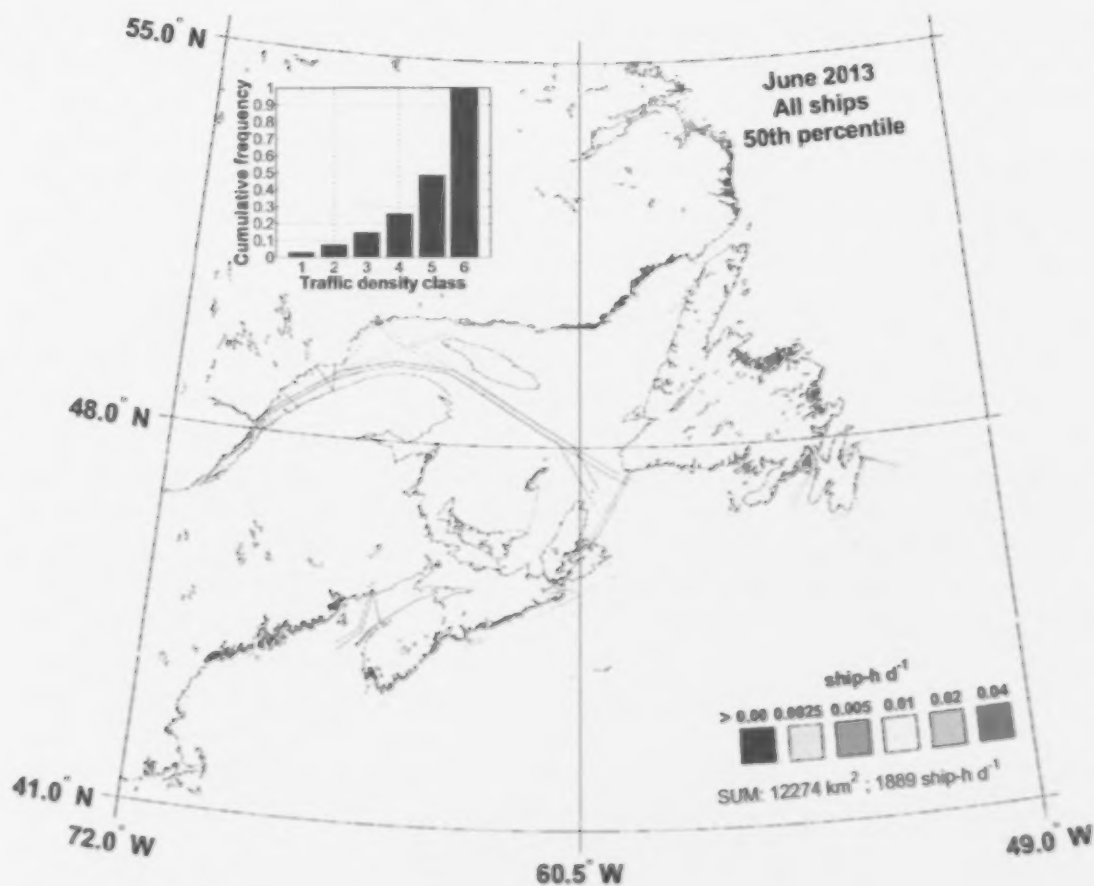 55.0° N
June 2013
All ships
50th percentile
Cumulative frequency
1
0.9
0.8
0.7
0.6
0.5
0.4
0.3
0.2
0.1
0
1 2 3 4 5 6
Traffic density class
48.0° N
ship-h d⁻¹
> 0.00 0.0025 0.005 0.01 0.02 0.04
SUM: 12274 km² ; 1889 ship-h d⁻¹
41.0° N
72.0° W
60.5° W
49.0° W